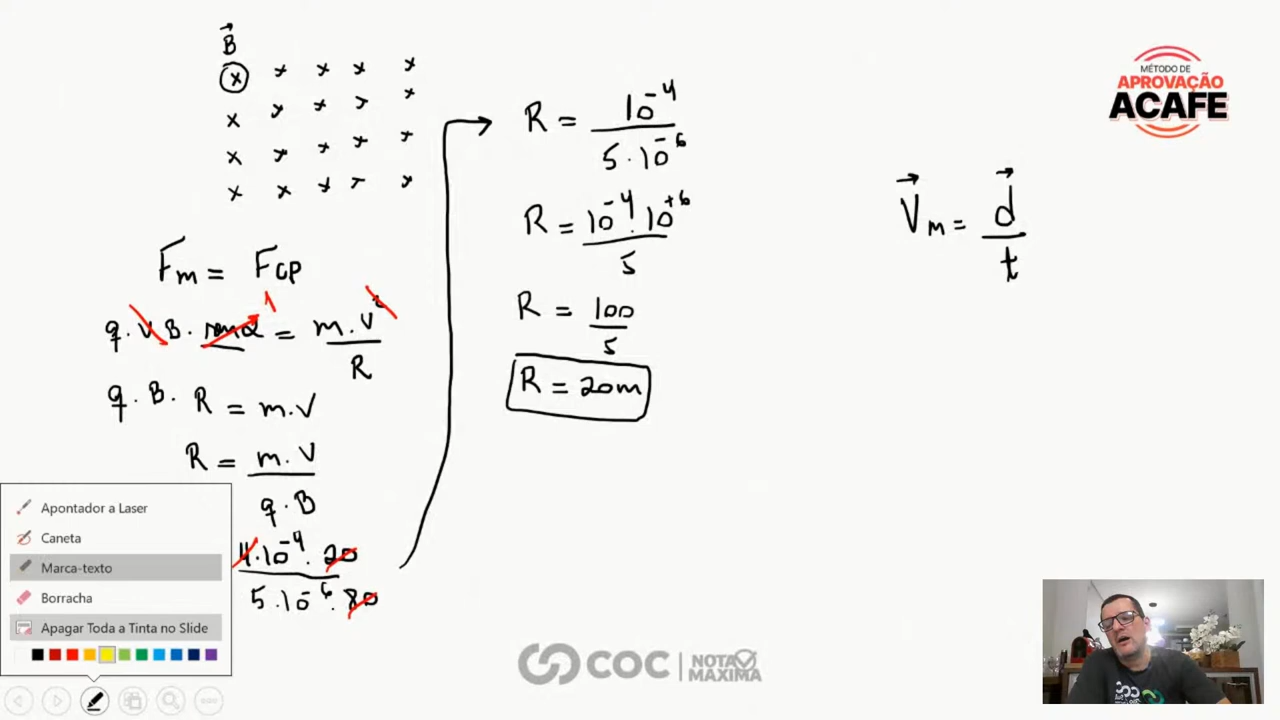 B⃗
x x x x x
x x x x x
x x x x x
x x x x x
Fm = Fcp
q.V.B. senα = m.V² / R
1
q.B. R = m.V
R = m.V / q.B
4.10⁻⁴.20 / 5.10⁻⁶.80
R = 10⁻⁴ / 5.10⁻⁶
R = 10⁻⁴.10⁺⁶ / 5
R = 100 / 5
R = 20m
V⃗m = d⃗ / t
MÉTODO DE
APROVAÇÃO
ACAFE
Apontador a Laser
Caneta
Marca-texto
Borracha
Apagar Toda a Tinta no Slide
COC
NOTA
MÁXIMA